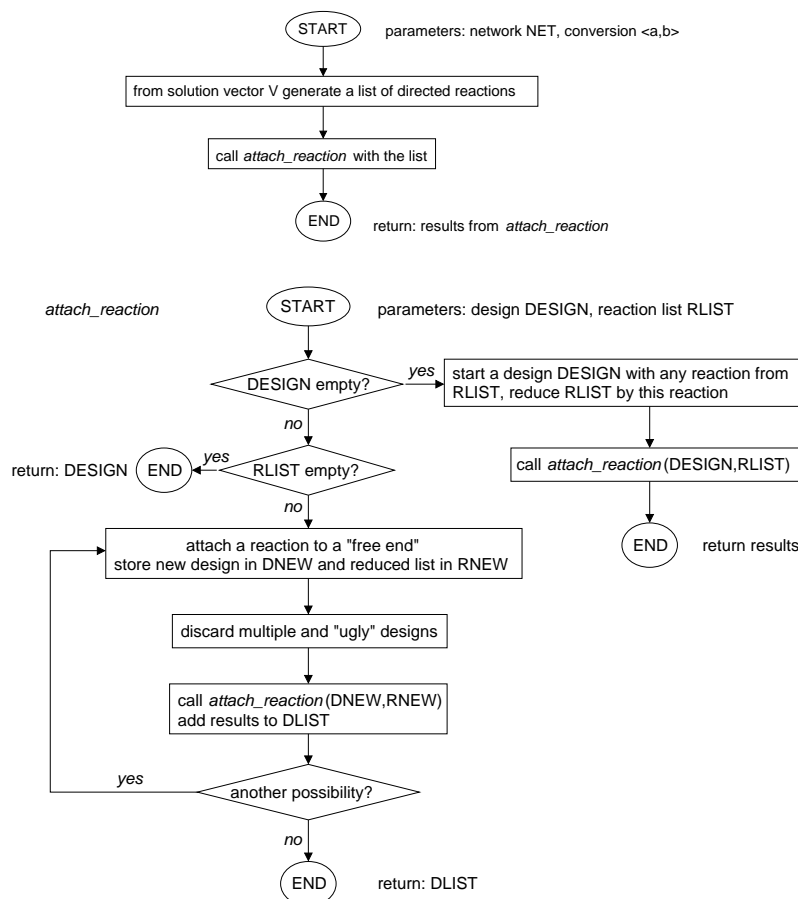 START
parameters: network NET, conversion <a,b>
from solution vector V generate a list of directed reactions
call attach_reaction with the list
END
return: results from attach_reaction
attach_reaction
START
parameters: design DESIGN, reaction list RLIST
DESIGN empty?
yes
start a design DESIGN with any reaction from
RLIST, reduce RLIST by this reaction
no
call attach_reaction(DESIGN,RLIST)
return: DESIGN
END
yes
RLIST empty?
no
END
return results
attach a reaction to a "free end"
store new design in DNEW and reduced list in RNEW
discard multiple and "ugly" designs
call attach_reaction(DNEW,RNEW)
add results to DLIST
yes
another possibility?
no
END
return: DLIST